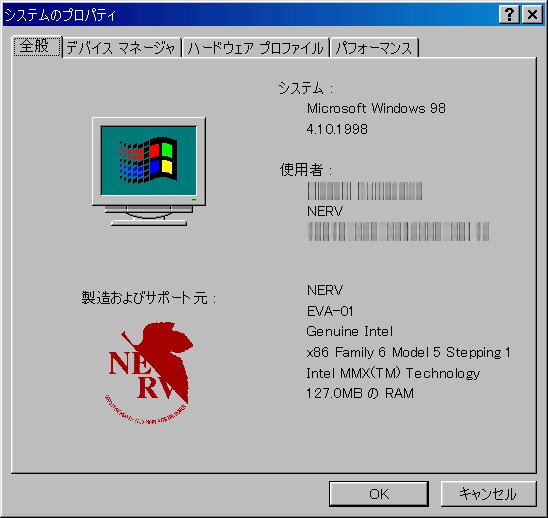 システムのプロパティ
全般
デバイス マネージャ
ハードウェア プロファイル
パフォーマンス
システム :
Microsoft Windows 98
4.10.1998
使用者 :
NERV
製造およびサポート元 :
NERV
EVA-01
Genuine Intel
x86 Family 6 Model 5 Stepping 1
Intel MMX(TM) Technology
127.0MB の RAM
NERV
OK
キャンセル